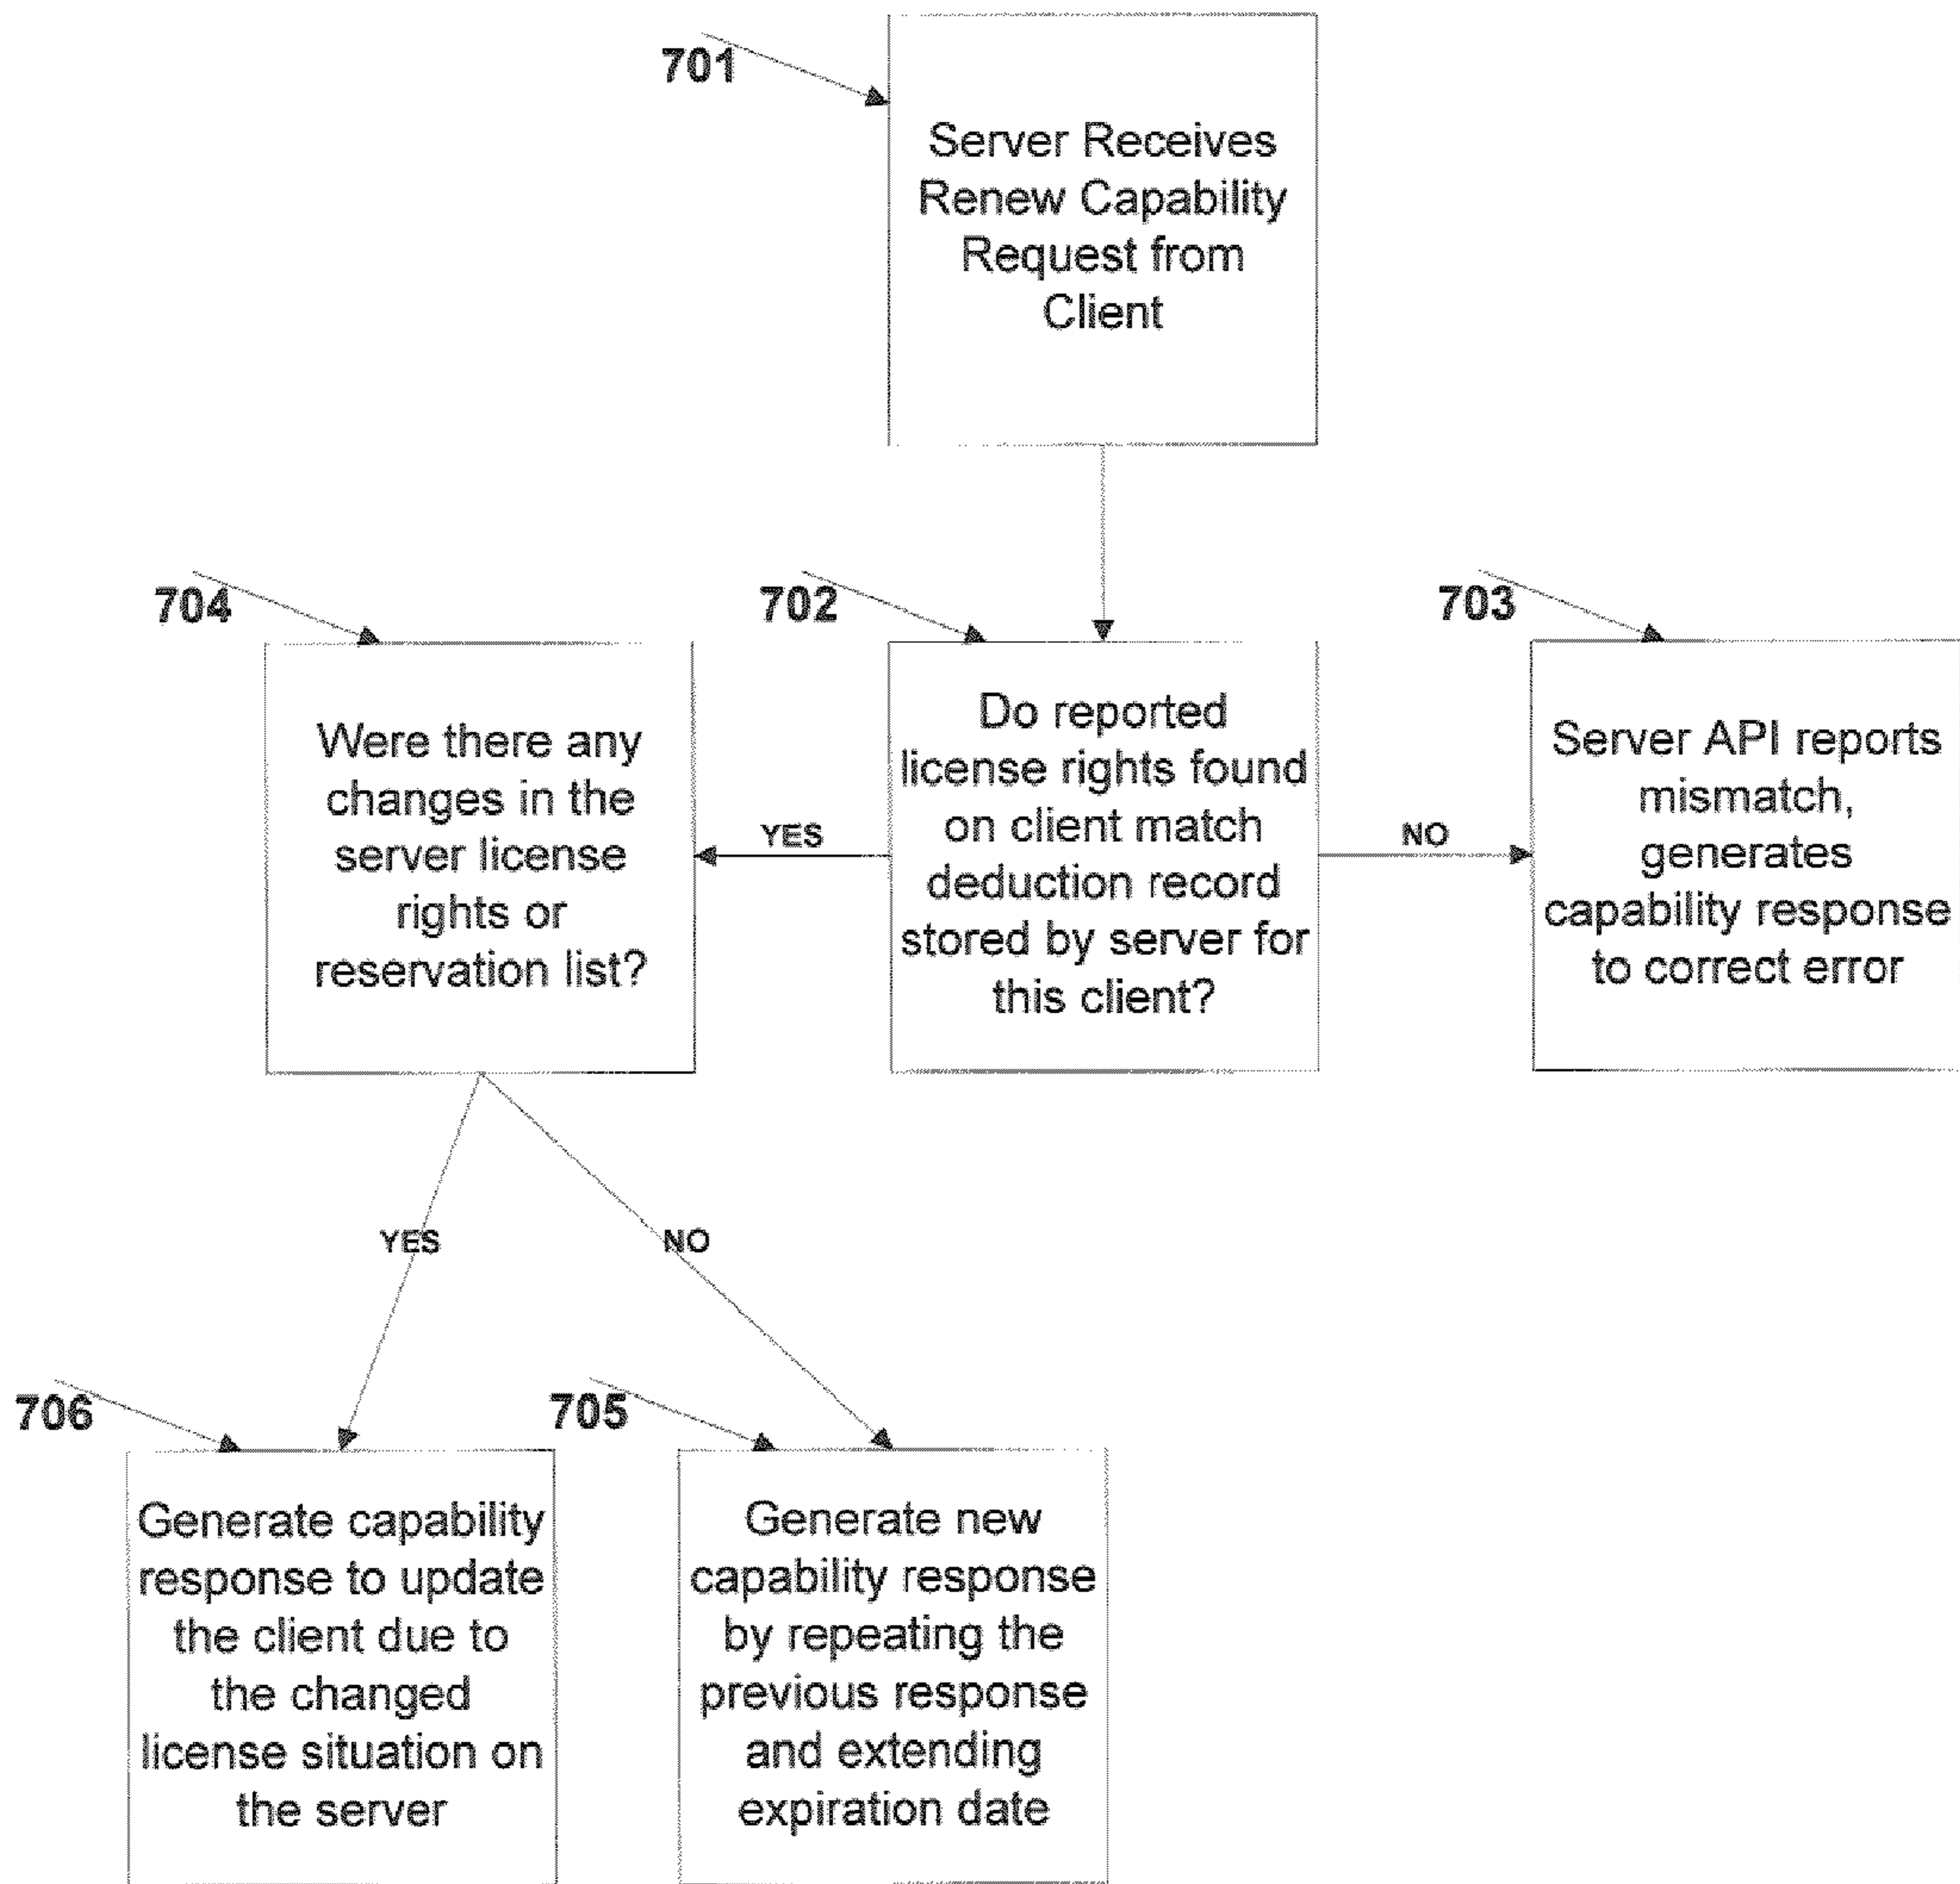 701
Server Receives
Renew Capability
Request from
Client
704
Were there any
changes in the
server license
rights or
reservation list?
YES
702
Do reported
license rights found
on client match
deduction record
stored by server for
this client?
NO
703
Server API reports
mismatch,
generates
capability response
to correct error
YES
NO
706
Generate capability
response to update
the client due to
the changed
license situation on
the server
705
Generate new
capability response
by repeating the
previous response
and extending
expiration date